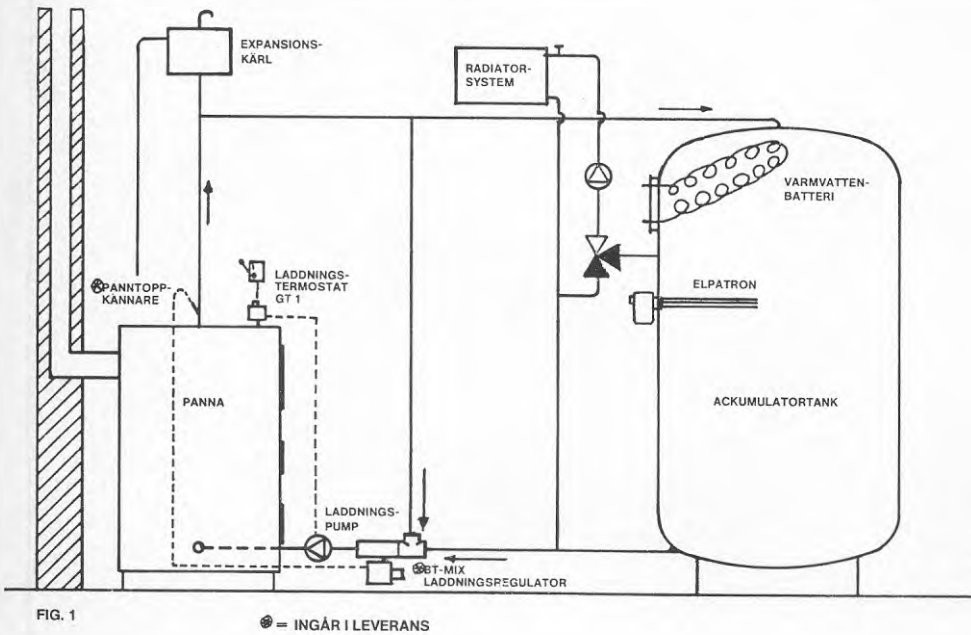 EXPANSIONS-
KÄRL
RADIATOR-
SYSTEM
VARMVATTEN-
BATTERI
PANNTOPP-
KÄNNARE
LADDNINGS-
TERMOSTAT
GT 1
ELPATRON
PANNA
ACKUMULATORTANK
LADDNINGS-
PUMP
BT-MIX
LADDNINGSREGULATOR
FIG. 1
= INGÅR I LEVERANS